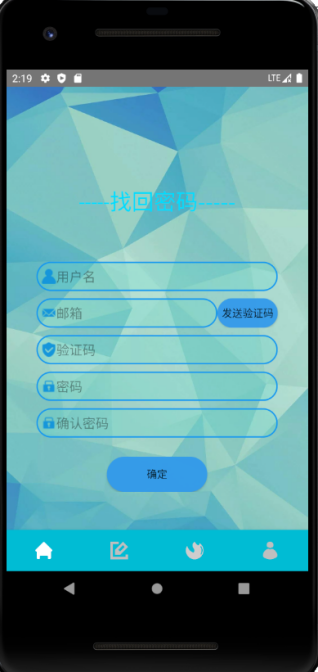 2:19 LTE
-----找回密码-----
用户名
邮箱 发送验证码
验证码
密码
确认密码
确定